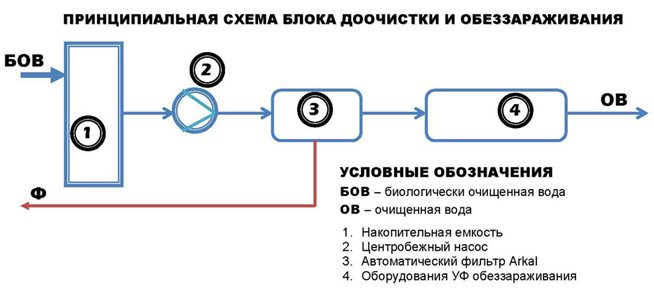 ПРИНЦИПИАЛЬНАЯ СХЕМА БЛОКА ДООЧИСТКИ И ОБЕЗЗАРАЖИВАНИЯ
БОВ
2
1
3
4
ОВ
Ф
УСЛОВНЫЕ ОБОЗНАЧЕНИЯ
БОВ – биологически очищенная вода
ОВ – очищенная вода
1. Накопительная емкость
2. Центробежный насос
3. Автоматический фильтр Arkal
4. Оборудования УФ обеззараживания